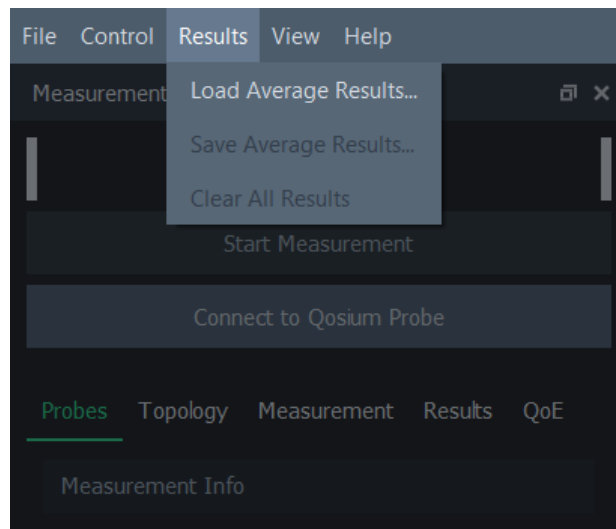 File Control Results View Help
Measurement
Load Average Results...
Save Average Results...
Clear All Results
Start Measurement
Connect to Qosium Probe
Probes Topology Measurement Results QoE
Measurement Info